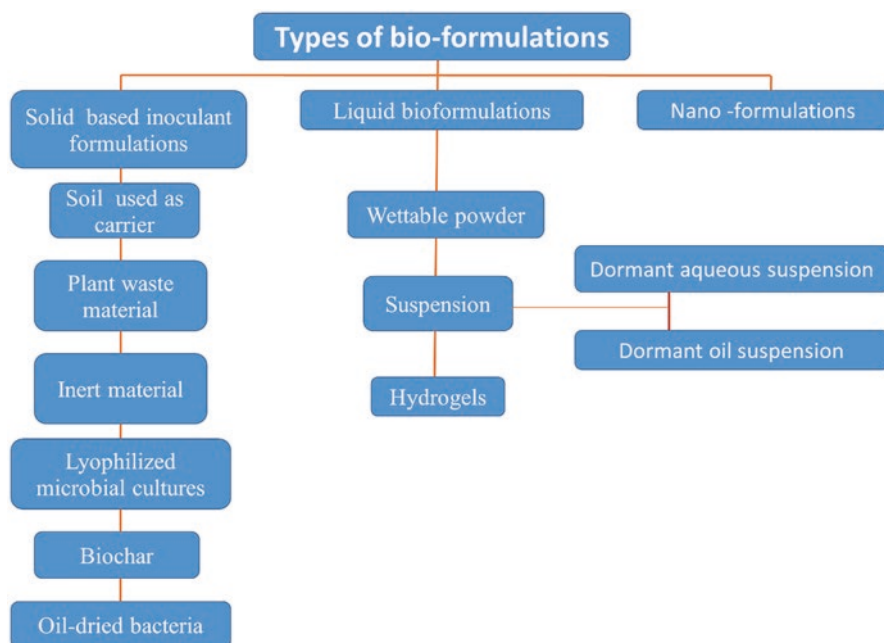 Types of bio-formulations
Solid based inoculant
formulations
Liquid bioformulations
Nano -formulations
Soil used as
carrier
Plant waste
material
Inert material
Lyophilized
microbial cultures
Biochar
Oil-dried bacteria
Wettable powder
Suspension
Hydrogels
Dormant aqueous suspension
Dormant oil suspension